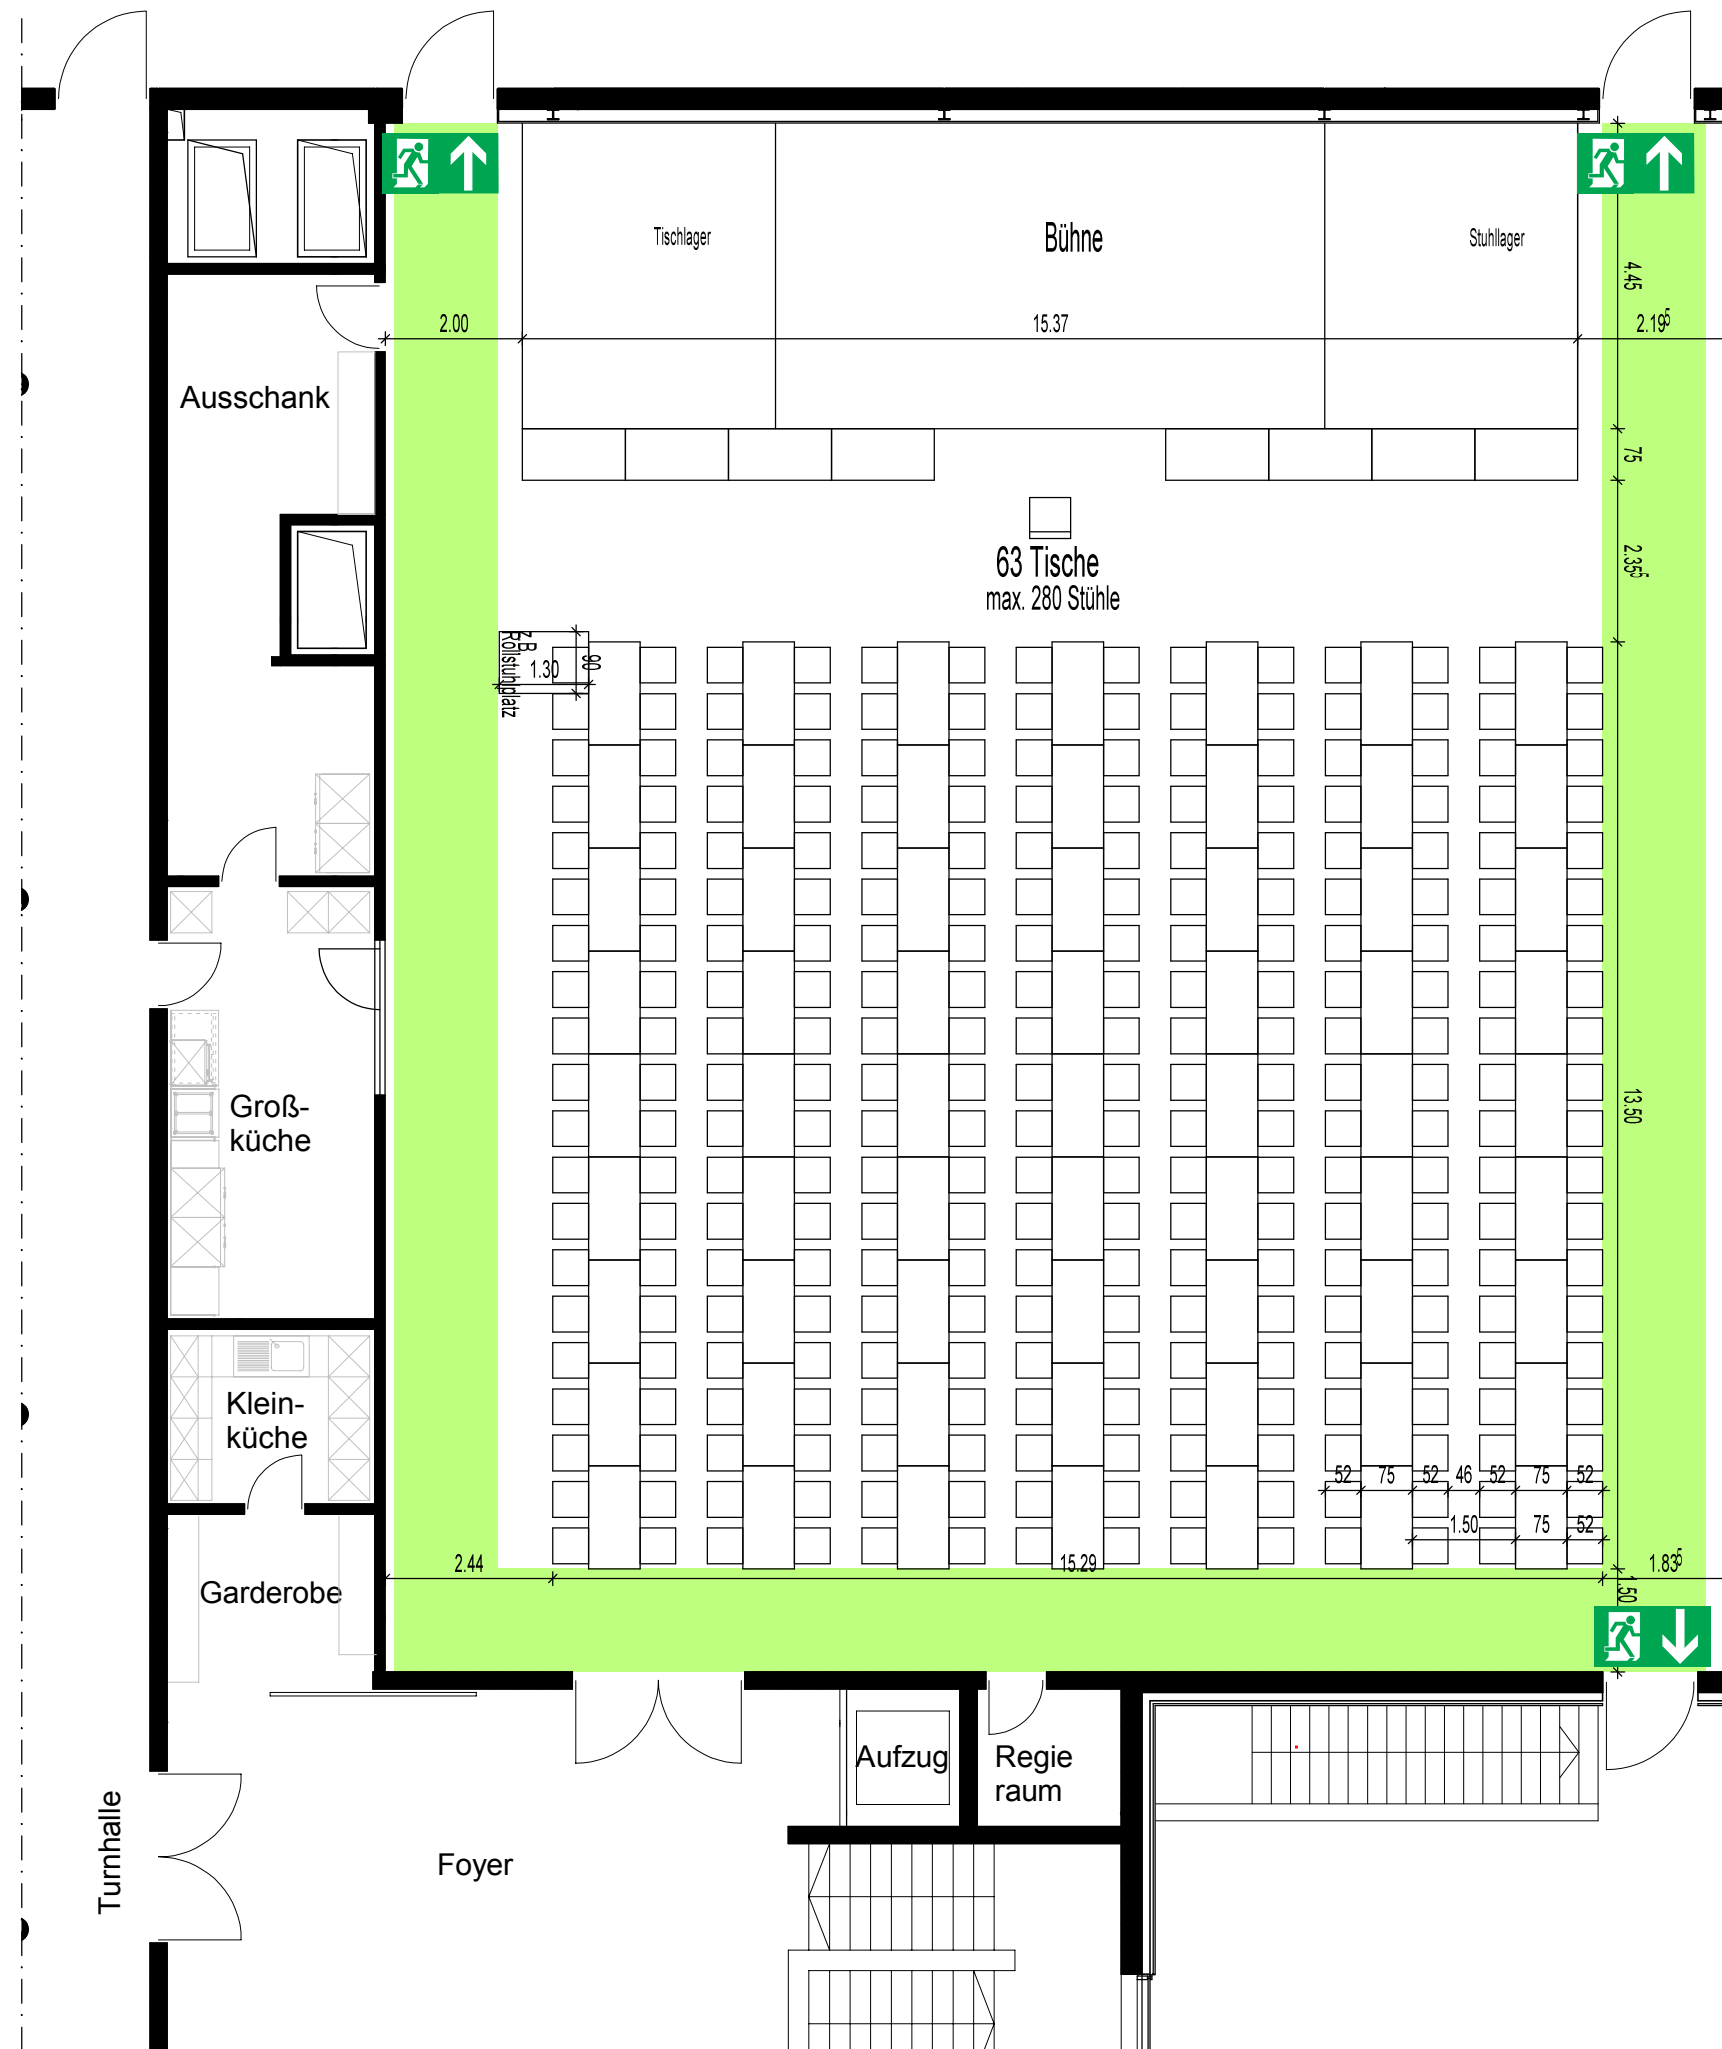 Tischlager
Bühne
Stuhllager
4.45
2.00
15.37
2.19⁵
Ausschank
75
2.35⁵
63 Tische
max. 280 Stühle
z.B
Rollstuhlplatz
1.30
90
13.50
Groß-
küche
Klein-
küche
52 75 52 46 52 75 52
1.50 75 52
2.44
15.29
1.83⁵
1.50
Garderobe
Aufzug
Regie
raum
Turnhalle
Foyer